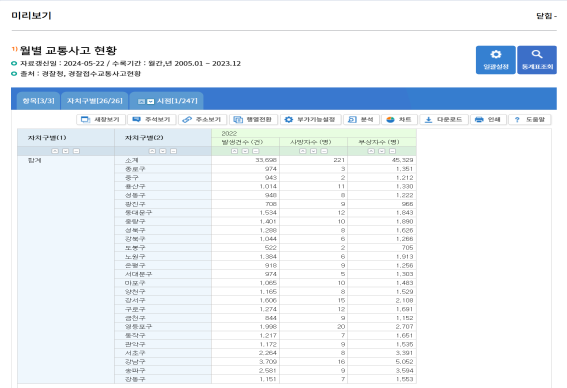 미리보기
닫힘 -
1) 월별 교통사고 현황
자료갱신일 : 2024-05-22 / 수록기간 : 월간,년 2005.01 ~ 2023.12
출처 : 경찰청, 경찰접수교통사고현황
일괄설정 통계표조회
항목[3/3] 자치구별[26/26] 시점[1/247]
새창보기 주석보기 주소보기 행렬전환 부가기능설정 분석 차트 다운로드 인쇄 도움말
자치구별(1) 자치구별(2) 2022
발생건수 (건) 사망자수 (명) 부상자수 (명)
합계 소계 33,698 221 45,329
종로구 974 3 1,351
중구 943 2 1,212
용산구 1,014 11 1,330
성동구 948 8 1,222
광진구 708 9 966
동대문구 1,534 12 1,843
중랑구 1,401 10 1,890
성북구 1,288 8 1,626
강북구 1,044 6 1,266
도봉구 522 2 705
노원구 1,384 6 1,913
은평구 918 9 1,256
서대문구 974 5 1,303
마포구 1,065 10 1,483
양천구 1,165 8 1,529
강서구 1,606 15 2,108
구로구 1,274 12 1,691
금천구 844 9 1,152
영등포구 1,998 20 2,707
동작구 1,217 7 1,651
관악구 1,172 9 1,535
서초구 2,264 8 3,391
강남구 3,709 16 5,052
송파구 2,581 9 3,594
강동구 1,151 7 1,553